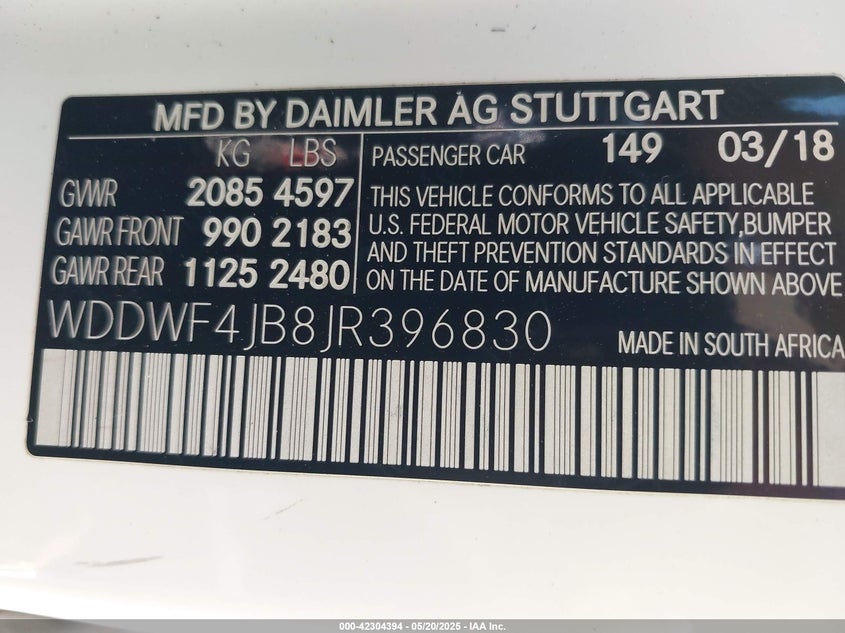 MFD BY DAIMLER AG STUTTGART
KG LBS
GVWR 2085 4597
GAWR FRONT 990 2183
GAWR REAR 1125 2480
PASSENGER CAR 149 03/18
THIS VEHICLE CONFORMS TO ALL APPLICABLE
U.S. FEDERAL MOTOR VEHICLE SAFETY,BUMPER
AND THEFT PREVENTION STANDARDS IN EFFECT
ON THE DATE OF MANUFACTURE SHOWN ABOVE
WDDWF4JB8JR396830
MADE IN SOUTH AFRICA
000-42304394 - 05/20/2025 - IAA Inc.